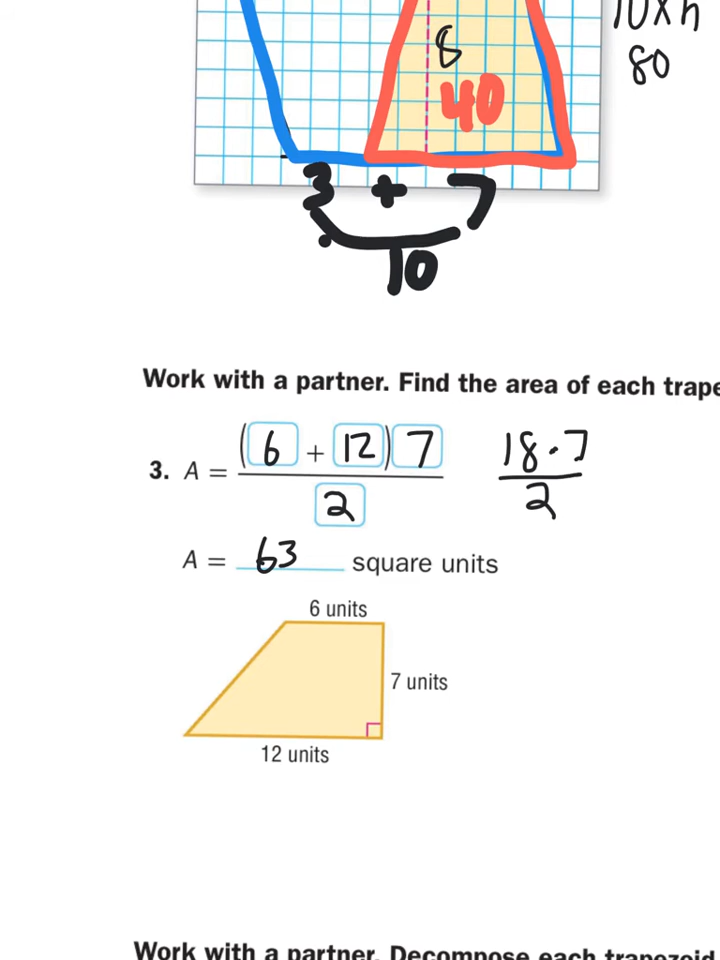 10 x h
8
80
40
3 + 7
10
Work with a partner. Find the area of each
3. A = (6 + 12) 7 / 2
18 · 7 / 2
A = 63 square units
6 units
7 units
12 units
Work with a partner. Decompose each trapezoid